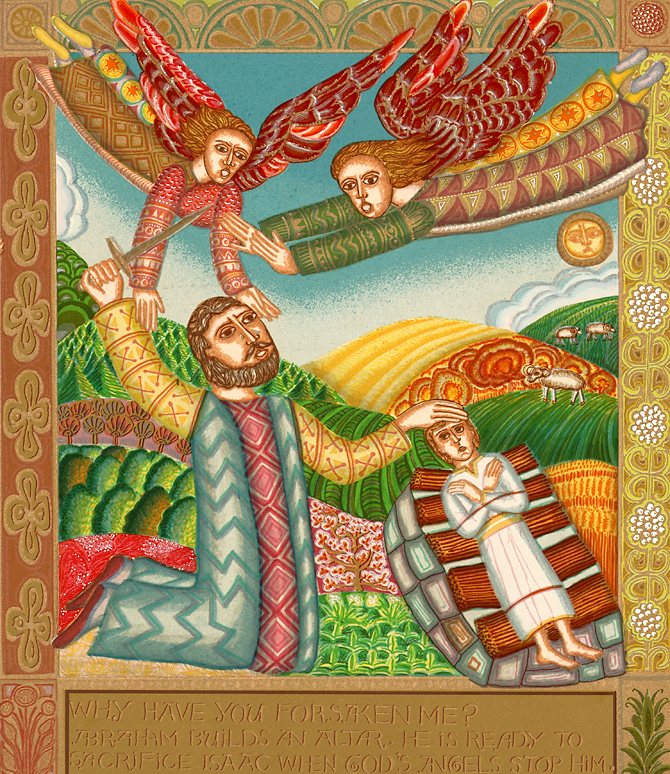 WHY HAVE YOU FORSAKEN ME?
ABRAHAM BUILDS AN ALTAR. HE IS READY TO
SACRIFICE ISAAC WHEN GOD'S ANGELS STOP HIM.